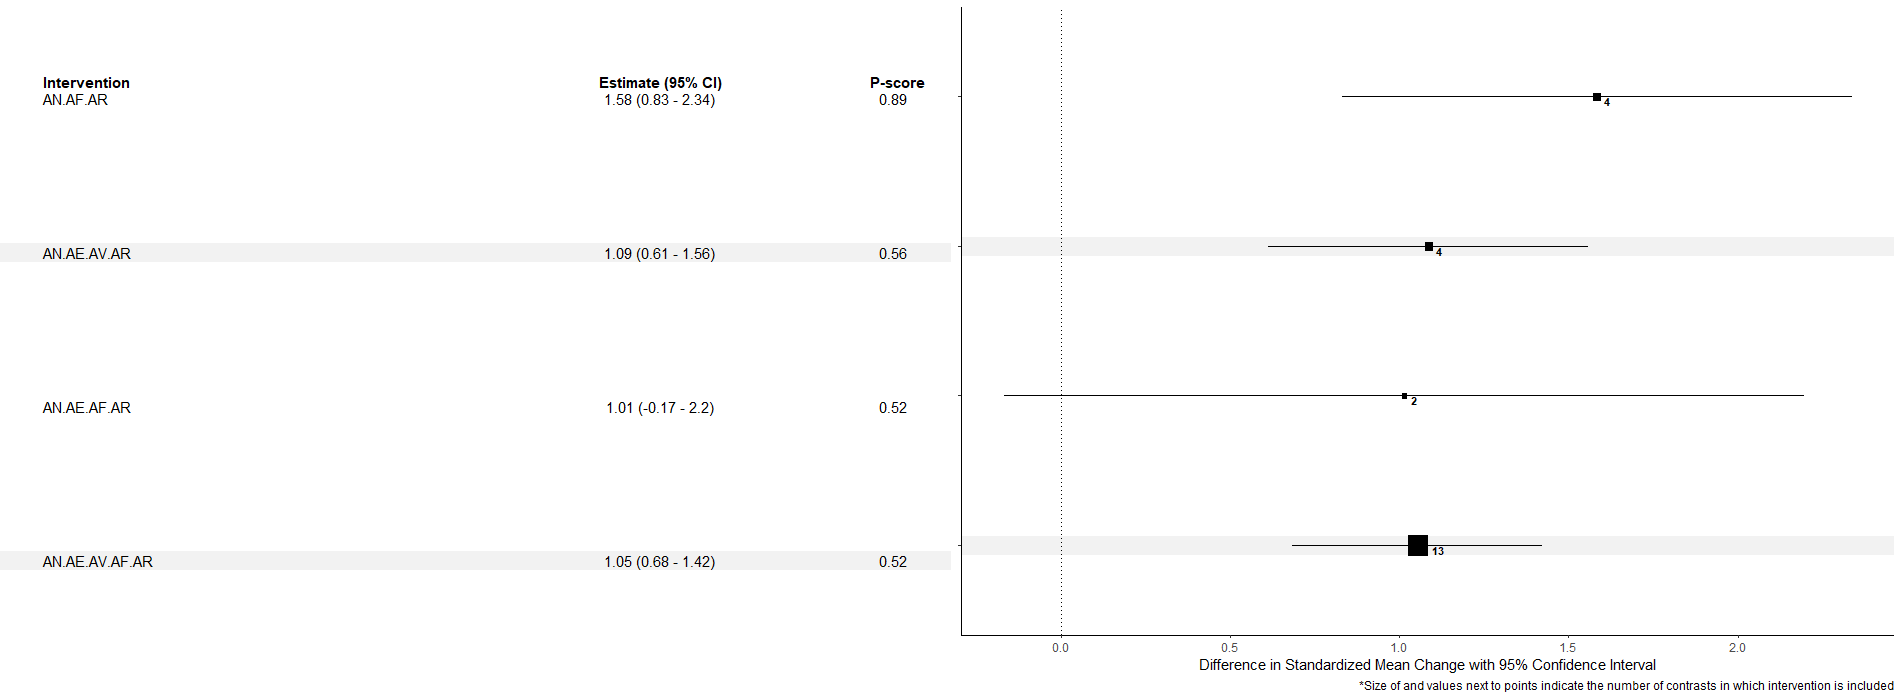 Intervention Estimate (95% CI) P-score
AN.AF.AR 1.58 (0.83 - 2.34) 0.89
4
AN.AE.AV.AR 1.09 (0.61 - 1.56) 0.56
4
AN.AE.AF.AR 1.01 (-0.17 - 2.2) 0.52
2
AN.AE.AV.AF.AR 1.05 (0.68 - 1.42) 0.52
13
0.0 0.5 1.0 1.5 2.0
Difference in Standardized Mean Change with 95% Confidence Interval
*Size of and values next to points indicate the number of contrasts in which intervention is included